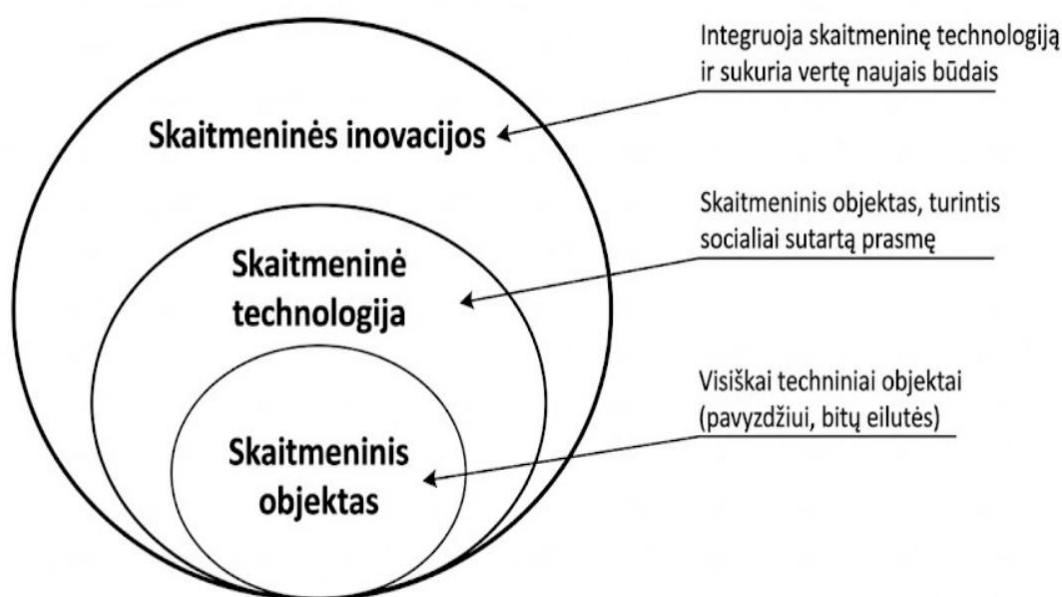 Integruoja skaitmeninę technologiją
ir sukuria vertę naujais būdais
Skaitmeninės inovacijos
Skaitmeninis objektas, turintis
socialiai sutartą prasmę
Skaitmeninė
technologija
Visiškai techniniai objektai
(pavyzdžiui, bitų eilutės)
Skaitmeninis
objektas